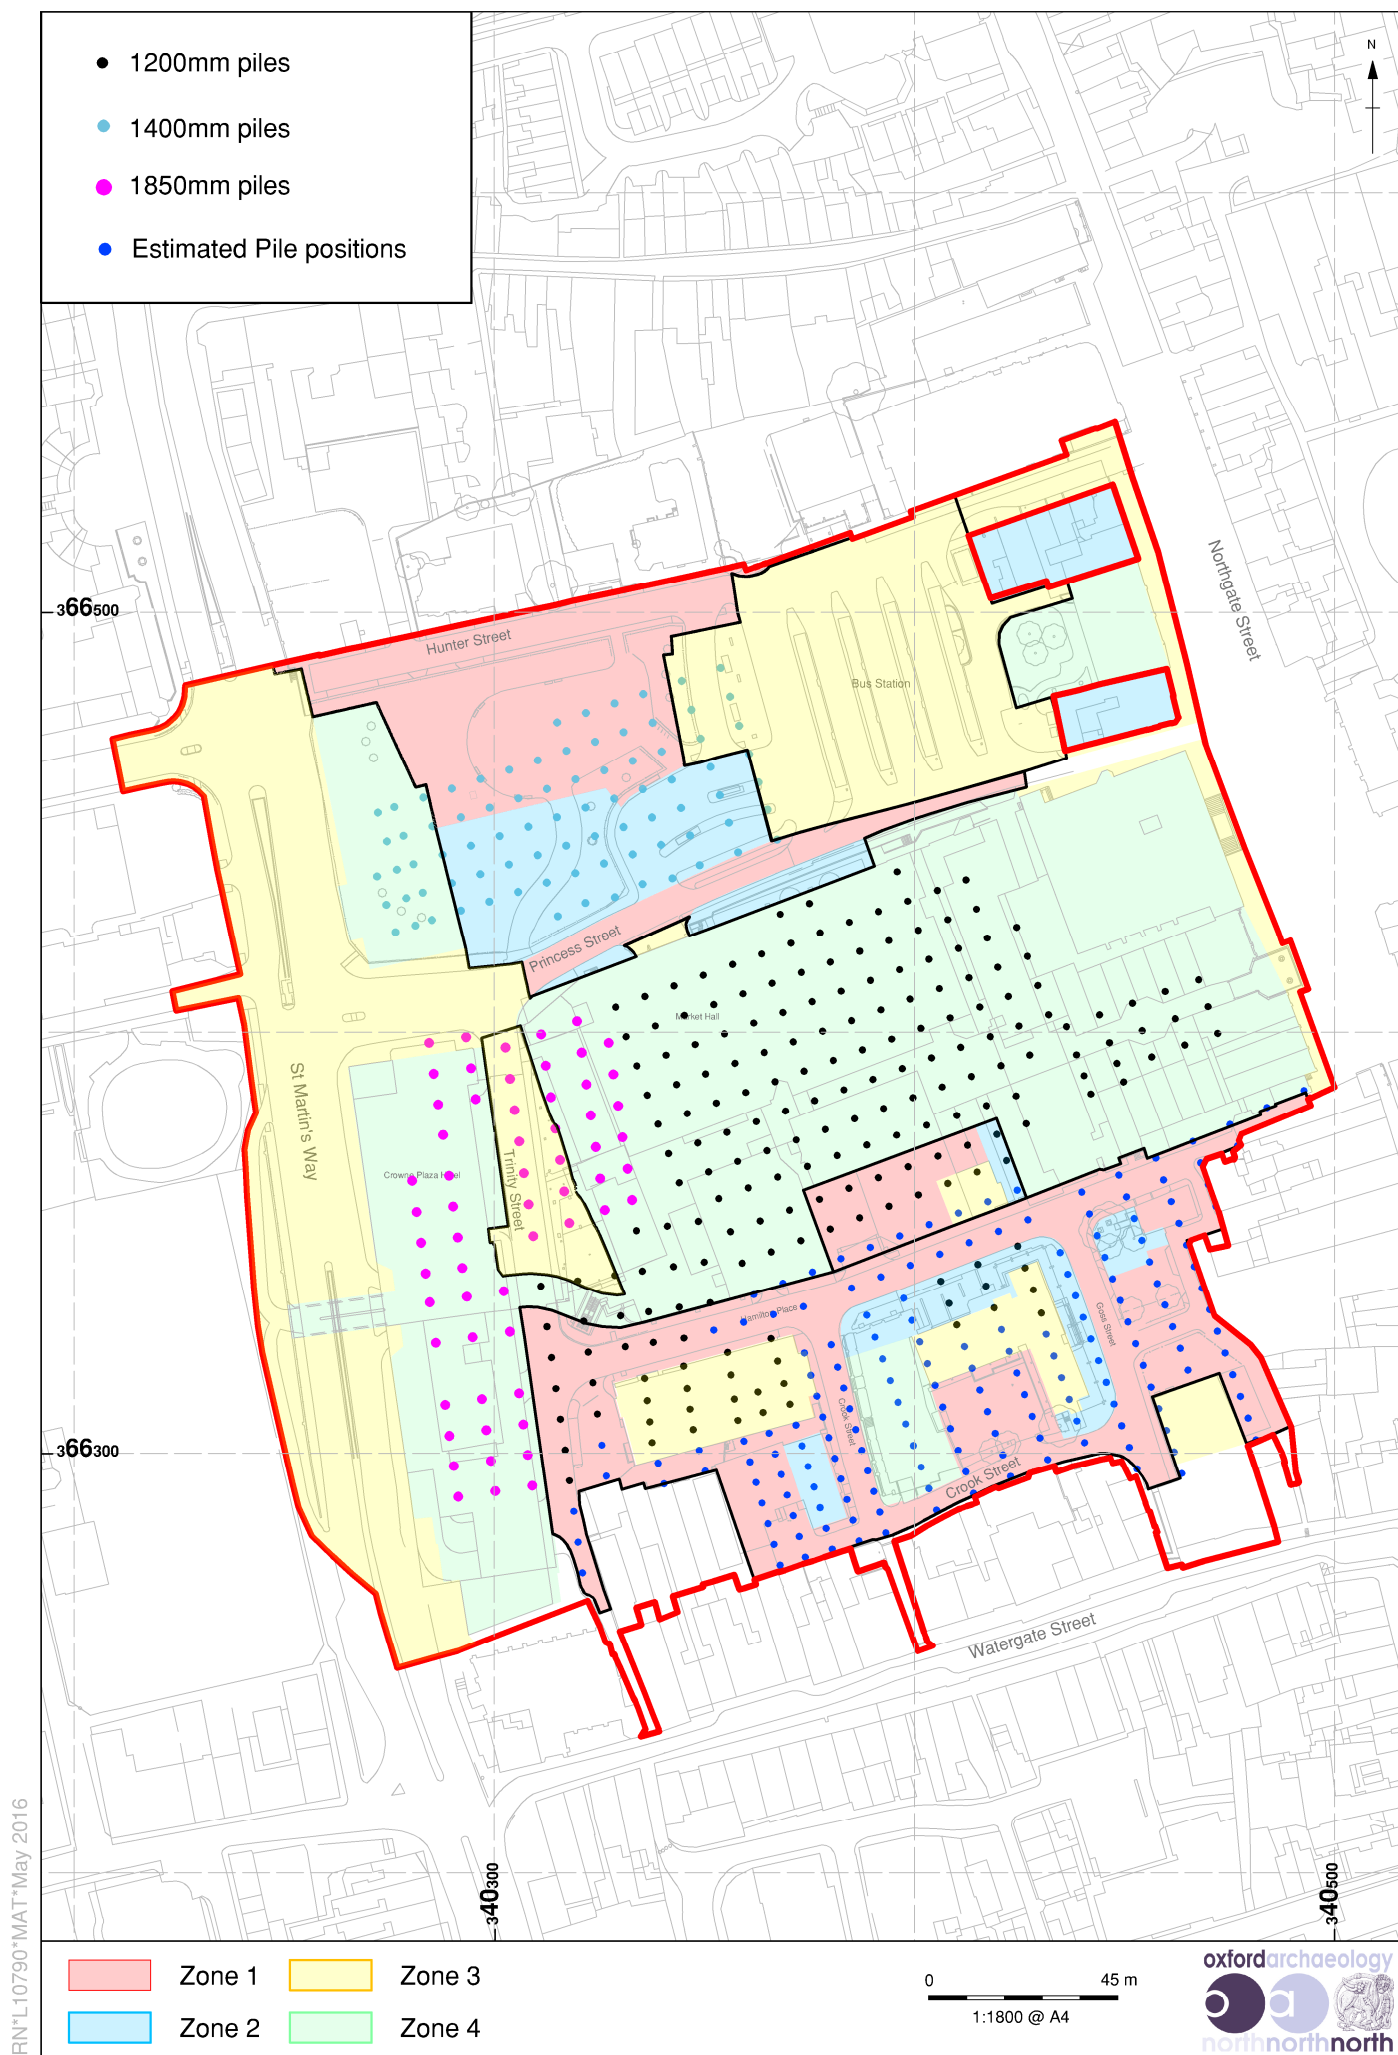 1200mm piles
1400mm piles
1850mm piles
Estimated Pile positions
N
Northgate Street
366500
Hunter Street
Bus Station
Princess Street
Market Hall
St Martin's Way
Crowne Plaza Hotel
Trinity Street
Hamilton Place
Goss Street
Crook Street
366300
Crook Street
Watergate Street
RN*L10790*MAT*May 2016
340300
340500
Zone 1
Zone 3
Zone 2
Zone 4
0 45 m
1:1800 @ A4
oxfordarchaeology
oa
northnorthnorth